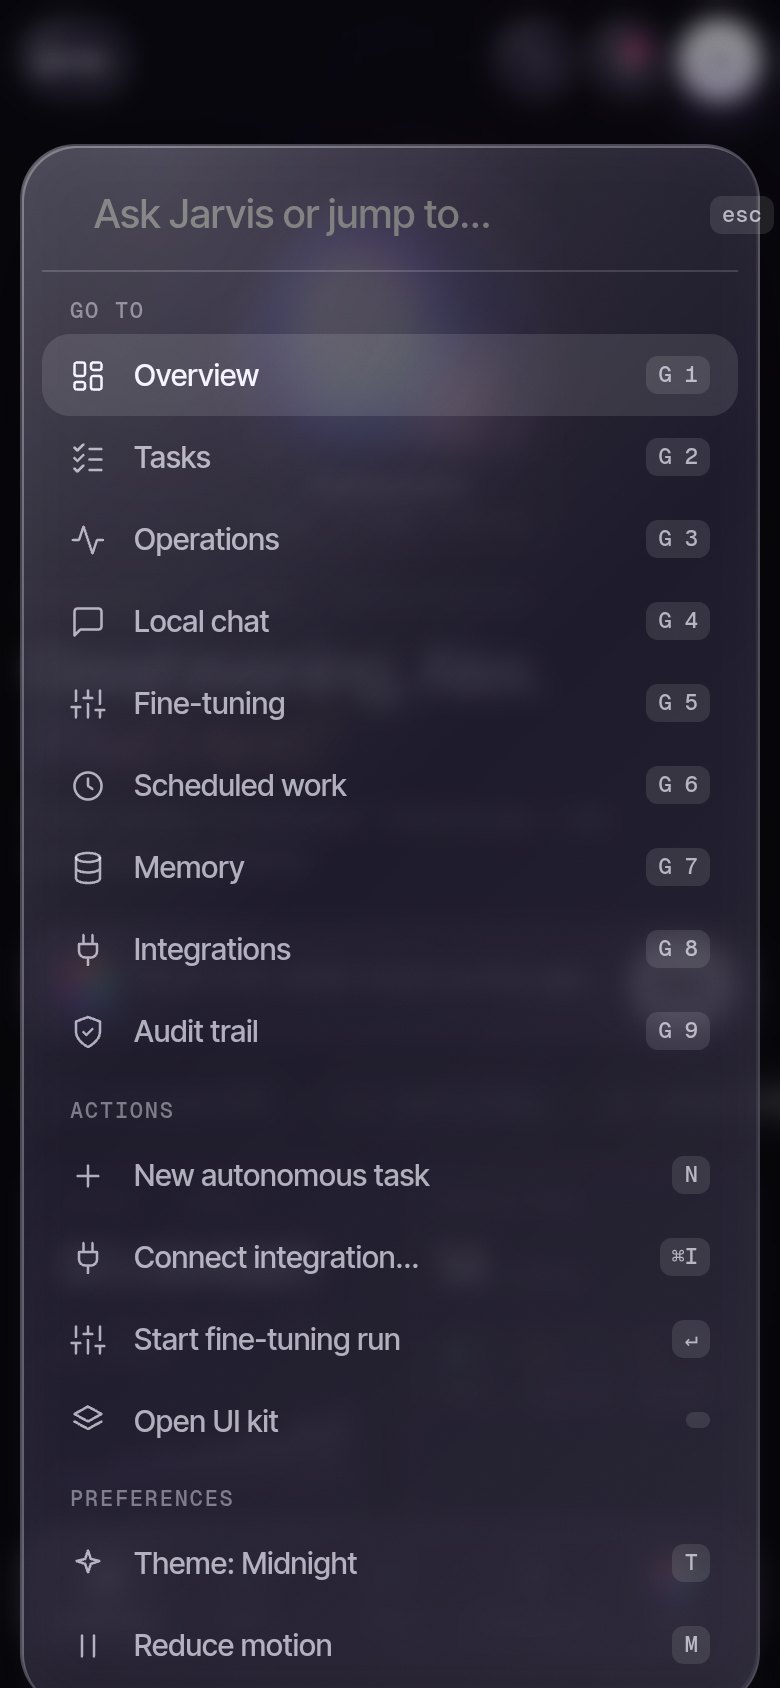 Ask Jarvis or jump to...
esc
GO TO
Overview G 1
Tasks G 2
Operations G 3
Local chat G 4
Fine-tuning G 5
Scheduled work G 6
Memory G 7
Integrations G 8
Audit trail G 9
ACTIONS
New autonomous task N
Connect integration... ⌘I
Start fine-tuning run ↵
Open UI kit
PREFERENCES
Theme: Midnight T
Reduce motion M